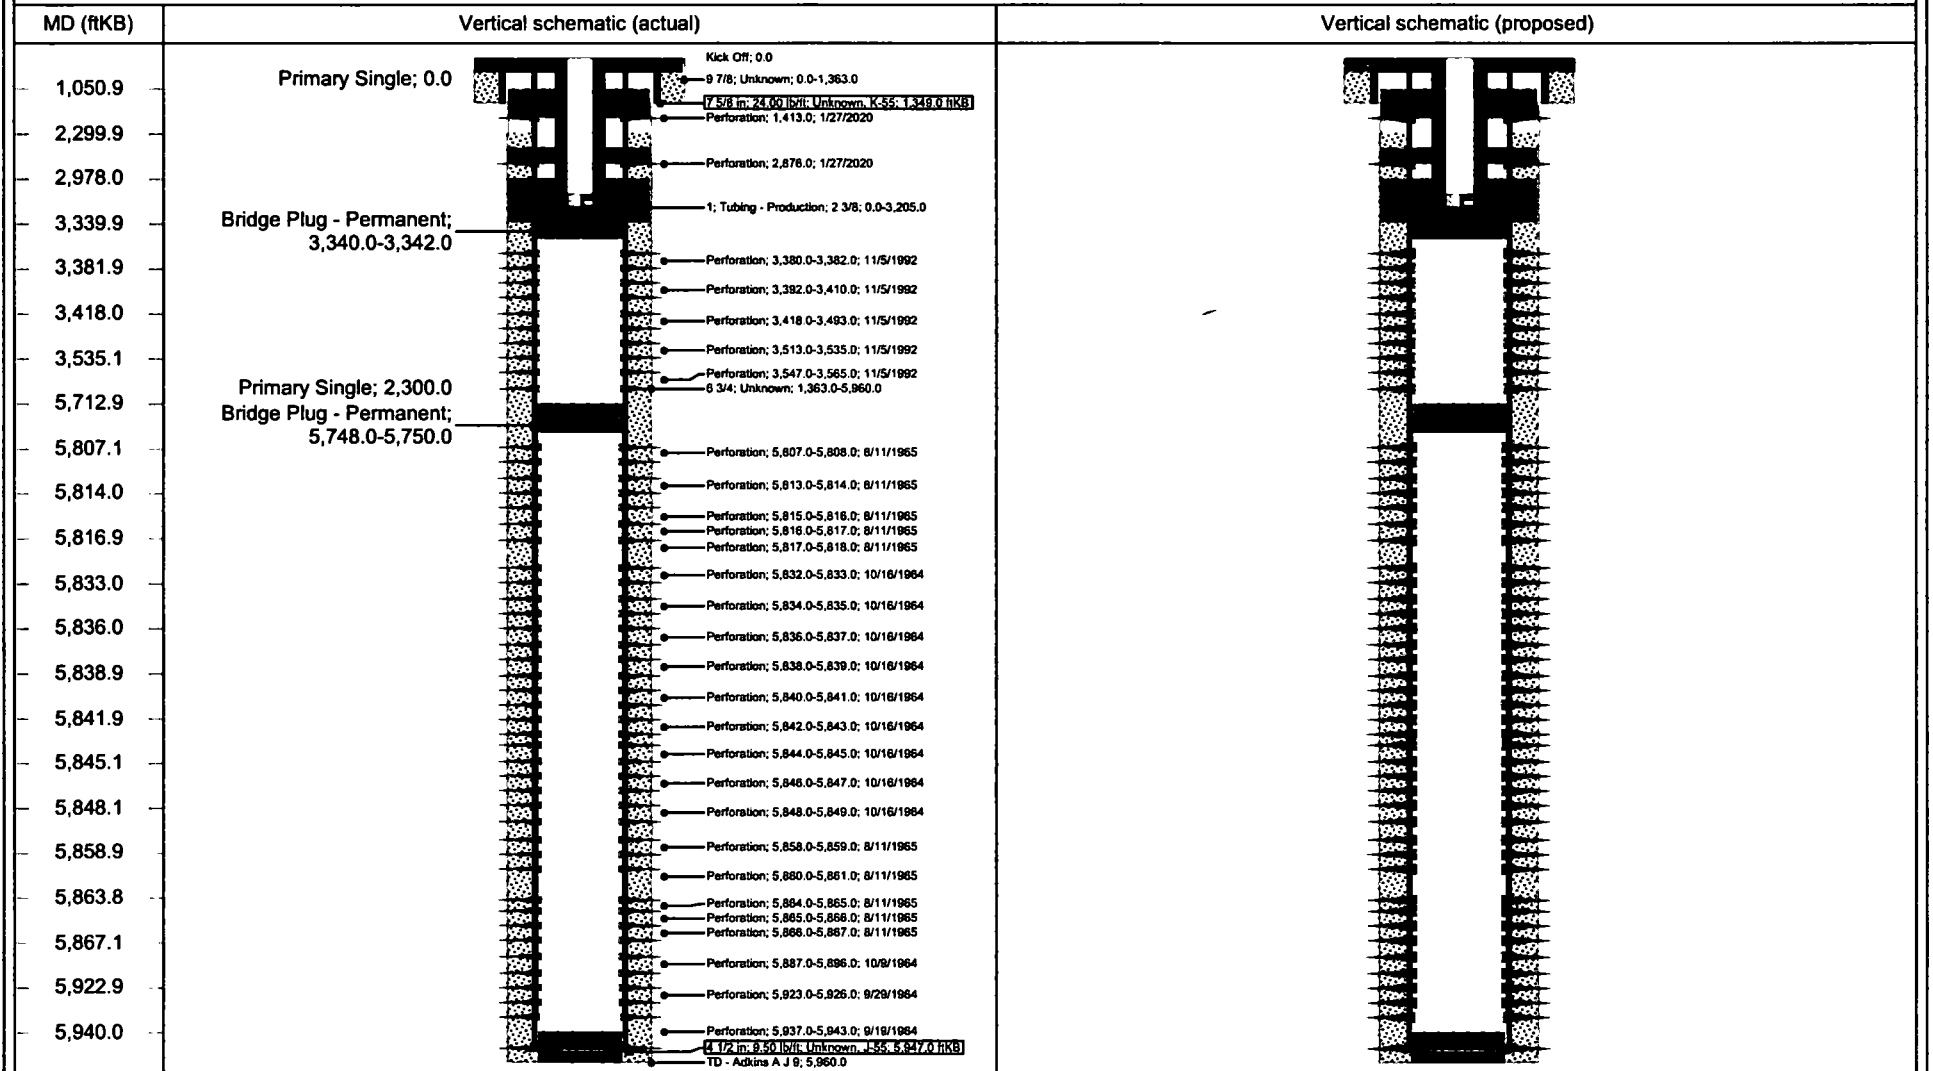 MD (ftKB)
Vertical schematic (actual)
Vertical schematic (proposed)
1,050.9
2,299.9
2,978.0
3,339.9
3,381.9
3,418.0
3,535.1
5,712.9
5,807.1
5,814.0
5,816.9
5,833.0
5,836.0
5,838.9
5,841.9
5,845.1
5,848.1
5,858.9
5,863.8
5,867.1
5,922.9
5,940.0
Primary Single; 0.0
Bridge Plug - Permanent;
3,340.0-3,342.0
Primary Single; 2,300.0
Bridge Plug - Permanent;
5,748.0-5,750.0
Kick Off; 0.0
9 7/8; Unknown; 0.0-1,363.0
7 5/8 in; 24.00 lb/ft; Unknown, K-55; 1,349.0 ftKB
Perforation; 1,413.0; 1/27/2020
Perforation; 2,876.0; 1/27/2020
1; Tubing - Production; 2 3/8; 0.0-3,205.0
Perforation; 3,380.0-3,382.0; 11/5/1992
Perforation; 3,392.0-3,410.0; 11/5/1992
Perforation; 3,418.0-3,493.0; 11/5/1992
Perforation; 3,513.0-3,535.0; 11/5/1992
Perforation; 3,547.0-3,565.0; 11/5/1992
6 3/4; Unknown; 1,363.0-5,960.0
Perforation; 5,807.0-5,808.0; 8/11/1965
Perforation; 5,813.0-5,814.0; 8/11/1965
Perforation; 5,815.0-5,816.0; 8/11/1965
Perforation; 5,816.0-5,817.0; 8/11/1965
Perforation; 5,817.0-5,818.0; 8/11/1965
Perforation; 5,832.0-5,833.0; 10/16/1964
Perforation; 5,834.0-5,835.0; 10/16/1964
Perforation; 5,836.0-5,837.0; 10/16/1964
Perforation; 5,838.0-5,839.0; 10/16/1964
Perforation; 5,840.0-5,841.0; 10/16/1964
Perforation; 5,842.0-5,843.0; 10/16/1964
Perforation; 5,844.0-5,845.0; 10/16/1964
Perforation; 5,846.0-5,847.0; 10/16/1964
Perforation; 5,848.0-5,849.0; 10/16/1964
Perforation; 5,858.0-5,859.0; 8/11/1965
Perforation; 5,860.0-5,861.0; 8/11/1965
Perforation; 5,864.0-5,865.0; 8/11/1965
Perforation; 5,865.0-5,866.0; 8/11/1965
Perforation; 5,866.0-5,867.0; 8/11/1965
Perforation; 5,887.0-5,896.0; 10/9/1964
Perforation; 5,923.0-5,926.0; 9/29/1964
Perforation; 5,937.0-5,943.0; 9/19/1964
4 1/2 in; 9.50 lb/ft; Unknown, J-55; 5,947.0 ftKB
TD - Adkins A J 9; 5,960.0